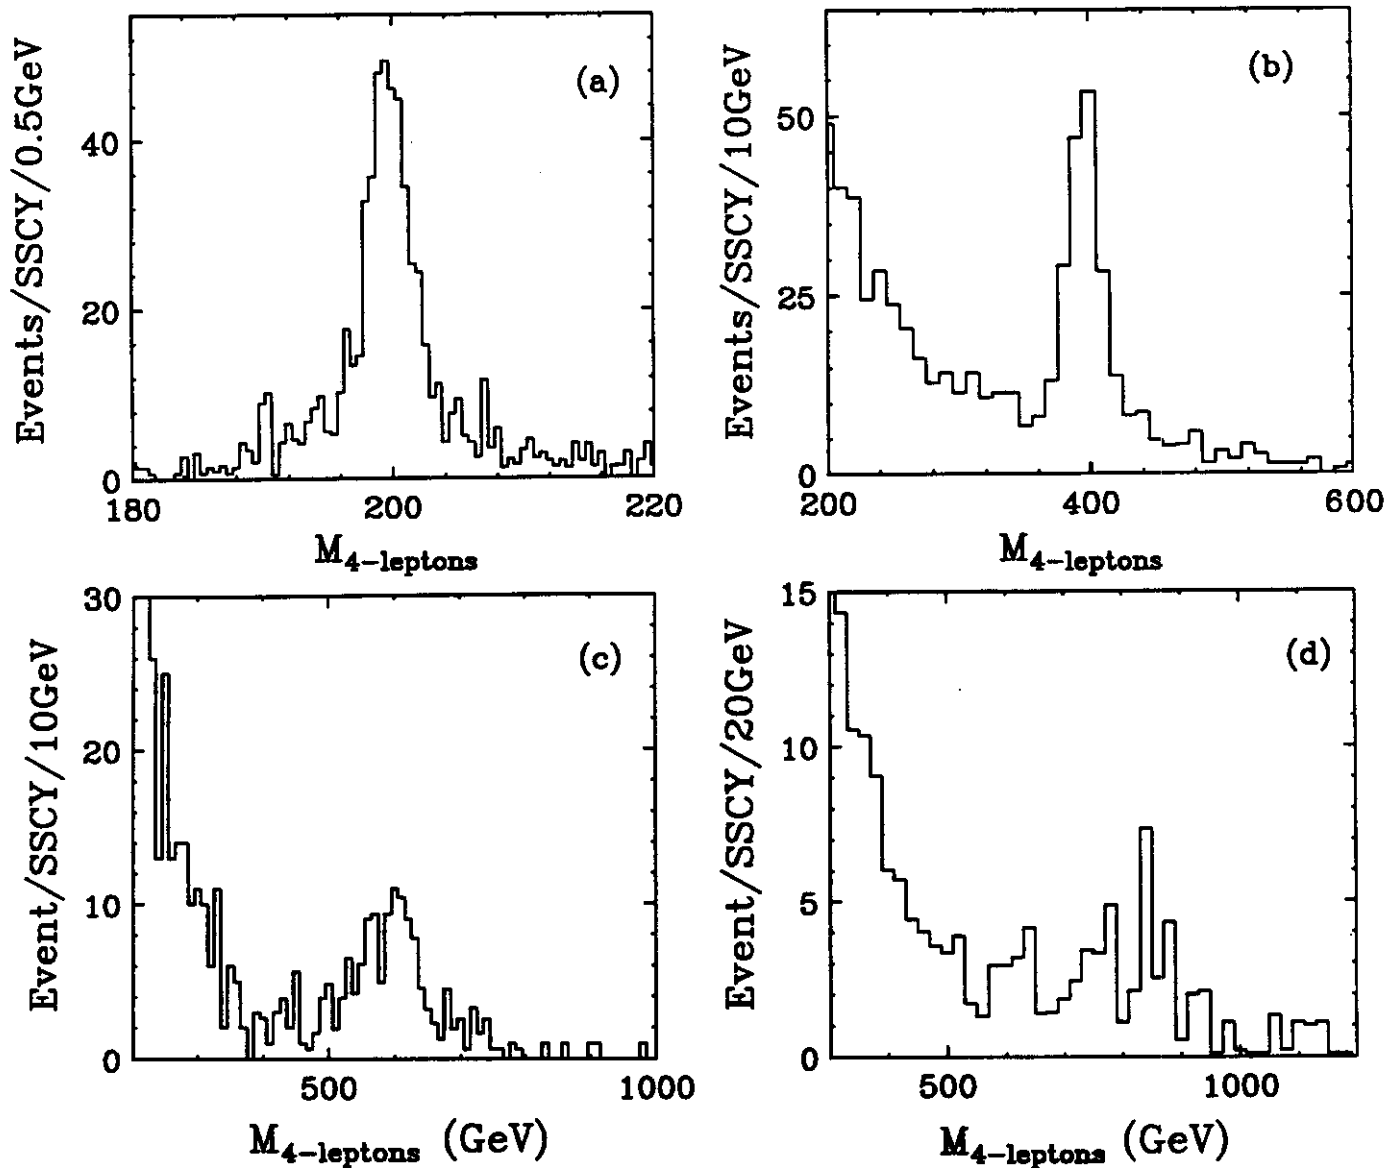 (a)
Events/SSCY/0.5GeV
40
20
0
180 200 220
M4-leptons
(b)
Events/SSCY/10GeV
50
25
0
200 400 600
M4-leptons
(c)
Event/SSCY/10GeV
30
20
10
0
500 1000
M4-leptons (GeV)
(d)
Event/SSCY/20GeV
15
10
5
0
500 1000
M4-leptons (GeV)